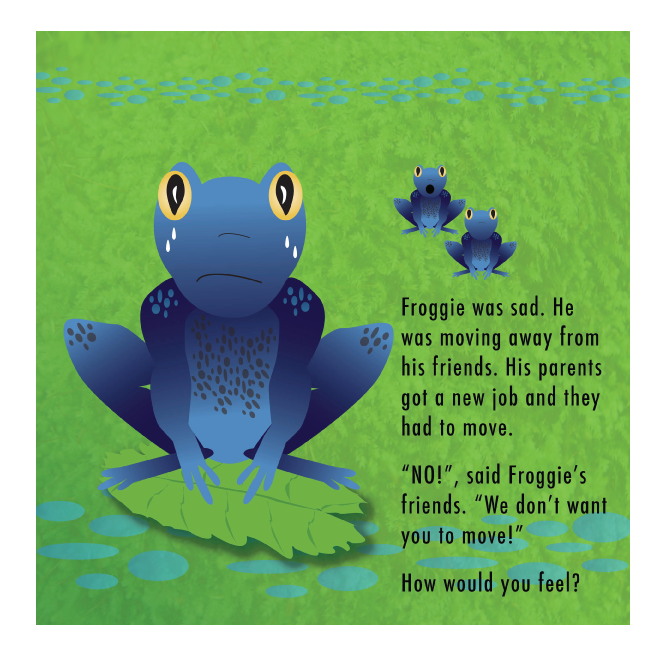 Froggie was sad. He
was moving away from
his friends. His parents
got a new job and they
had to move.
“NO!”, said Froggie’s
friends. “We don’t want
you to move!”
How would you feel?